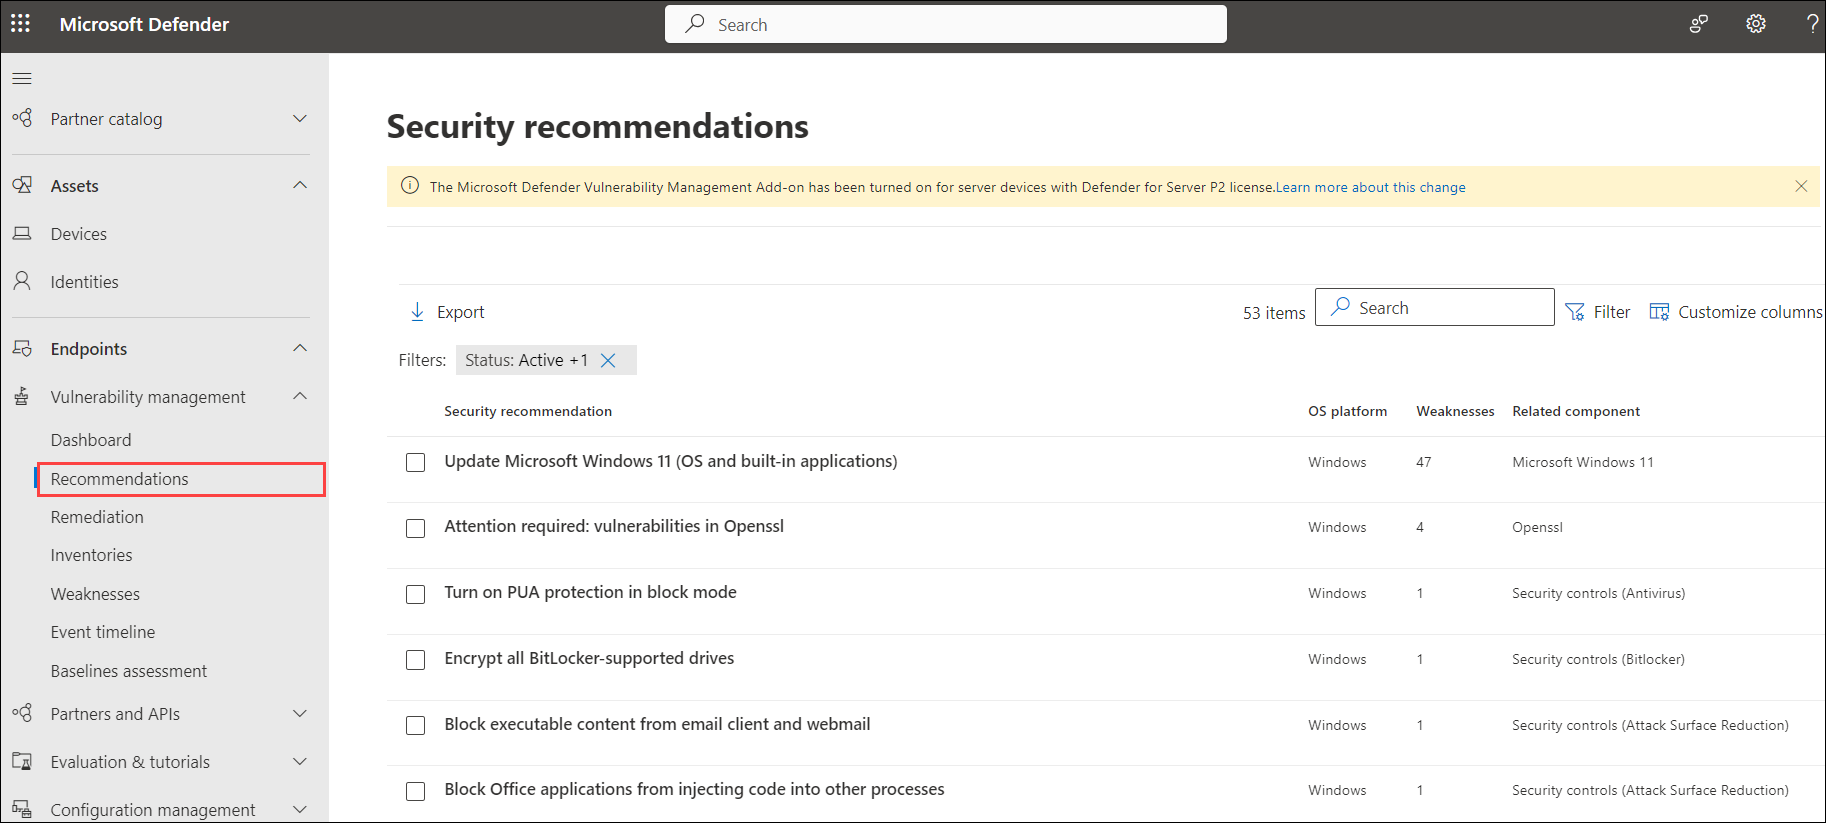 Microsoft Defender
Search
Partner catalog
Assets
Devices
Identities
Endpoints
Vulnerability management
Dashboard
Recommendations
Remediation
Inventories
Weaknesses
Event timeline
Baselines assessment
Partners and APIs
Evaluation & tutorials
Configuration management
Security recommendations
The Microsoft Defender Vulnerability Management Add-on has been turned on for server devices with Defender for Server P2 license.Learn more about this change
Export
53 items
Search
Filter
Customize columns
Filters: Status: Active +1
Security recommendation OS platform Weaknesses Related component
Update Microsoft Windows 11 (OS and built-in applications) Windows 47 Microsoft Windows 11
Attention required: vulnerabilities in Openssl Windows 4 Openssl
Turn on PUA protection in block mode Windows 1 Security controls (Antivirus)
Encrypt all BitLocker-supported drives Windows 1 Security controls (Bitlocker)
Block executable content from email client and webmail Windows 1 Security controls (Attack Surface Reduction)
Block Office applications from injecting code into other processes Windows 1 Security controls (Attack Surface Reduction)